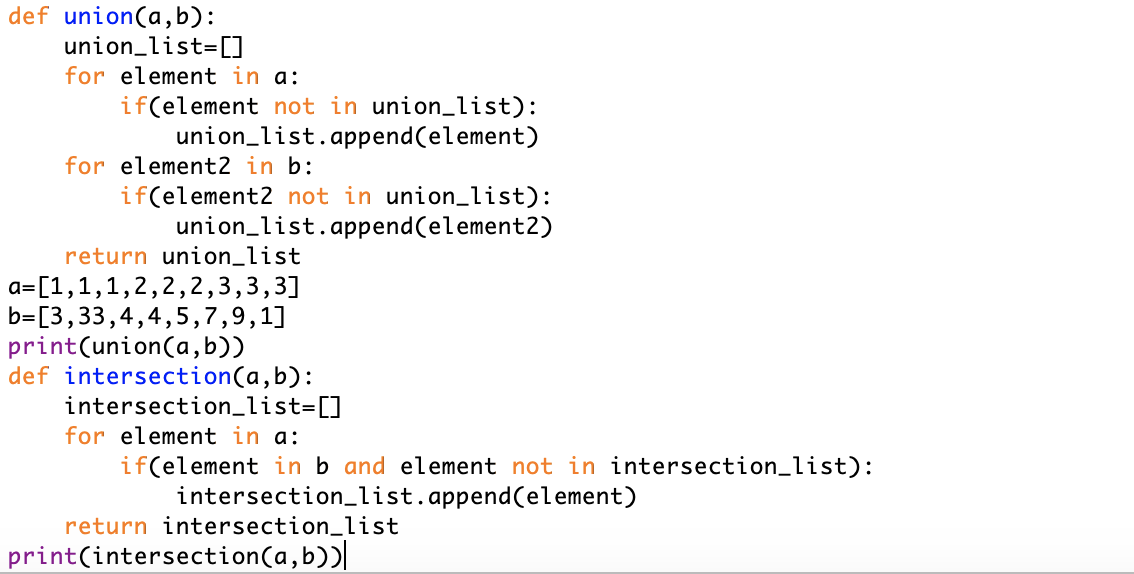 def union(a,b):
    union_list=[]
    for element in a:
        if(element not in union_list):
            union_list.append(element)
    for element2 in b:
        if(element2 not in union_list):
            union_list.append(element2)
    return union_list
a=[1,1,1,2,2,2,3,3,3]
b=[3,33,4,4,5,7,9,1]
print(union(a,b))
def intersection(a,b):
    intersection_list=[]
    for element in a:
        if(element in b and element not in intersection_list):
            intersection_list.append(element)
    return intersection_list
print(intersection(a,b))